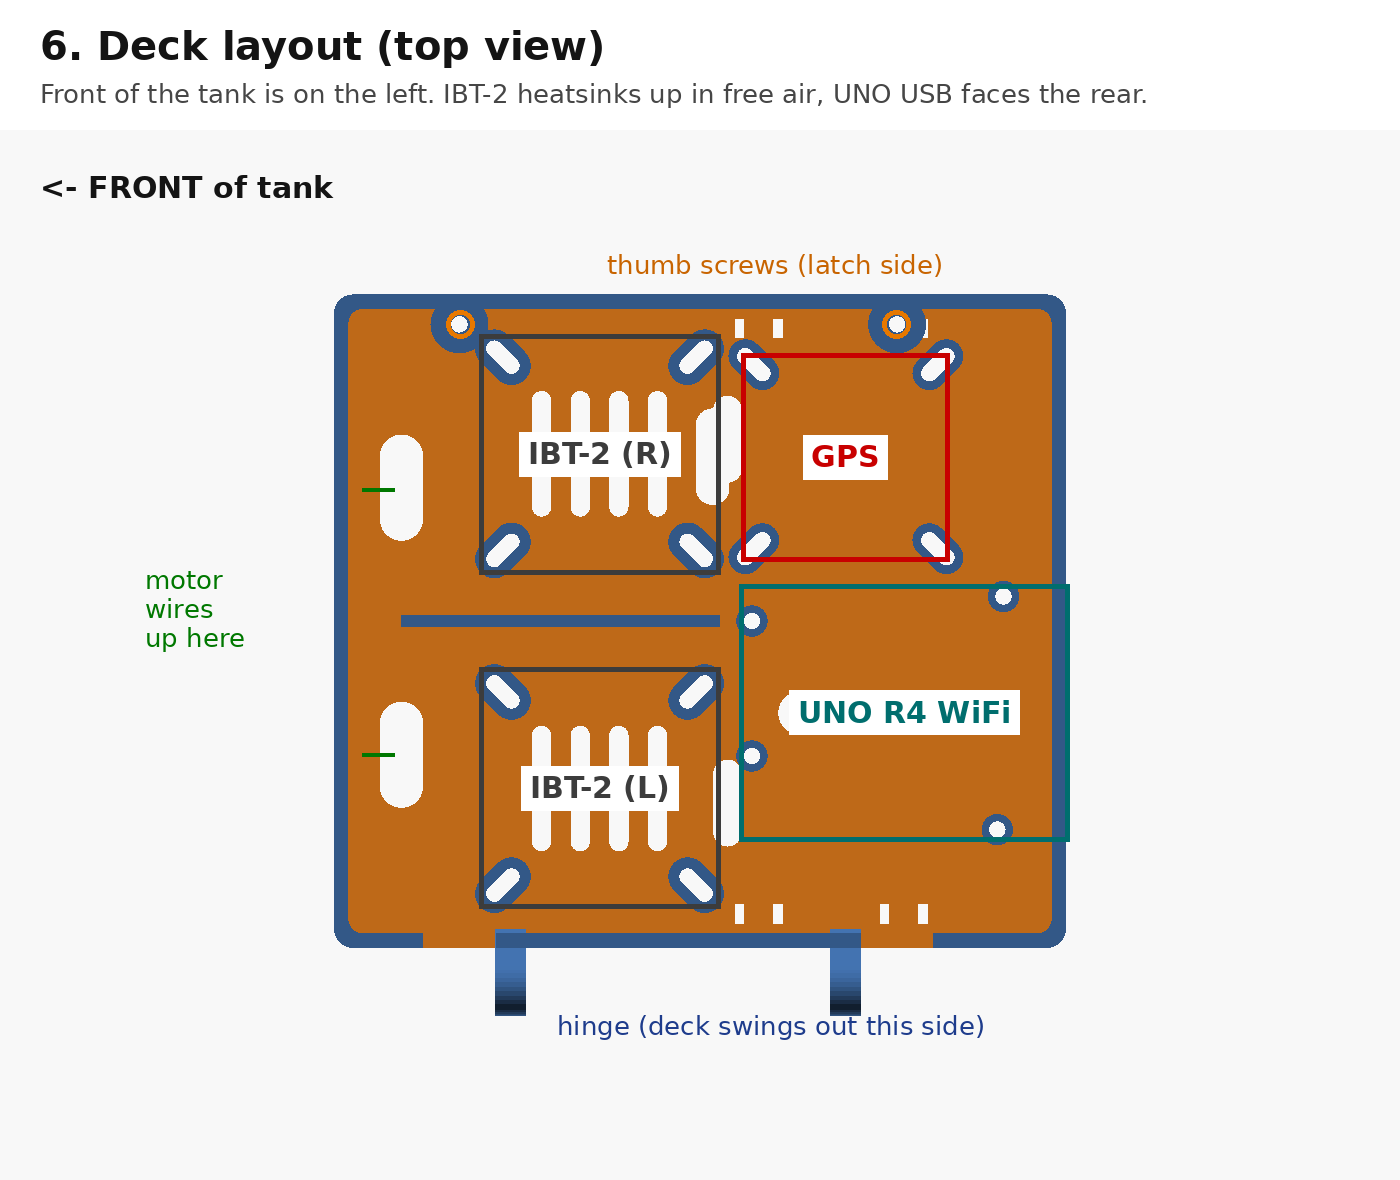 6. Deck layout (top view)
Front of the tank is on the left. IBT-2 heatsinks up in free air, UNO USB faces the rear.
<- FRONT of tank
thumb screws (latch side)
IBT-2 (R)
GPS
motor
wires
up here
UNO R4 WiFi
IBT-2 (L)
hinge (deck swings out this side)